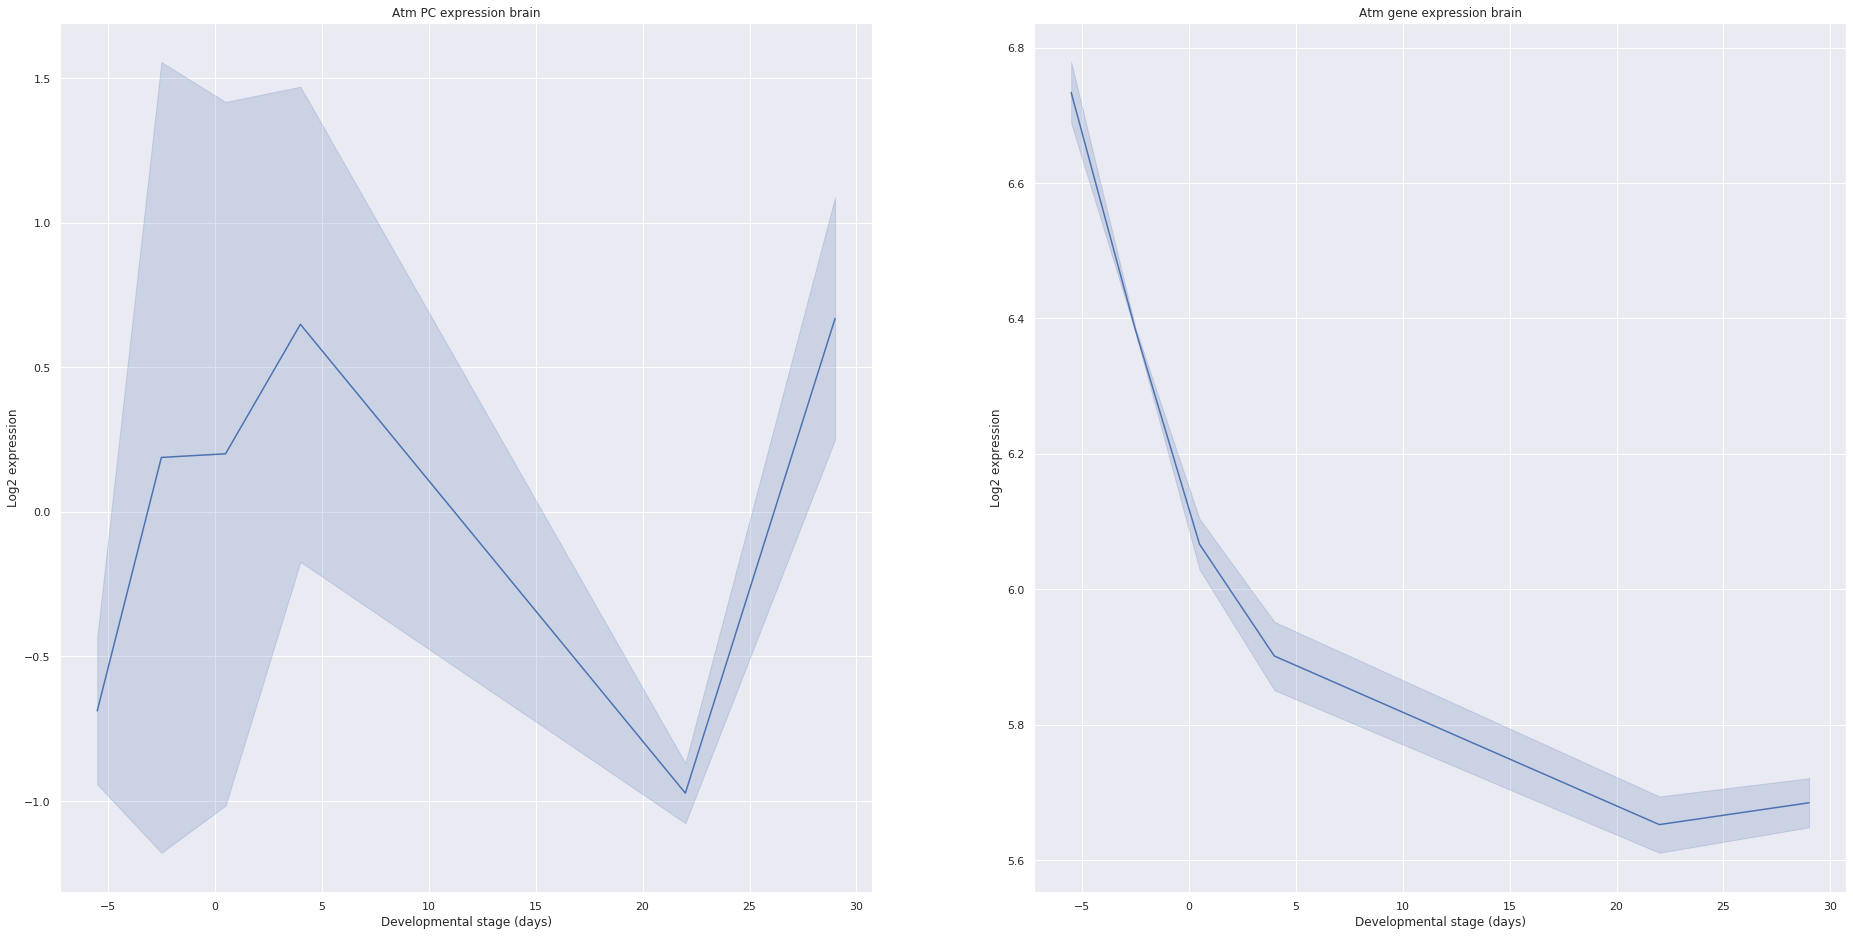 Atm PC expression brain
Log2 expression
1.5
1.0
0.5
0.0
−0.5
−1.0
−5 0 5 10 15 20 25 30
Developmental stage (days)
Atm gene expression brain
Log2 expression
6.8
6.6
6.4
6.2
6.0
5.8
5.6
−5 0 5 10 15 20 25 30
Developmental stage (days)